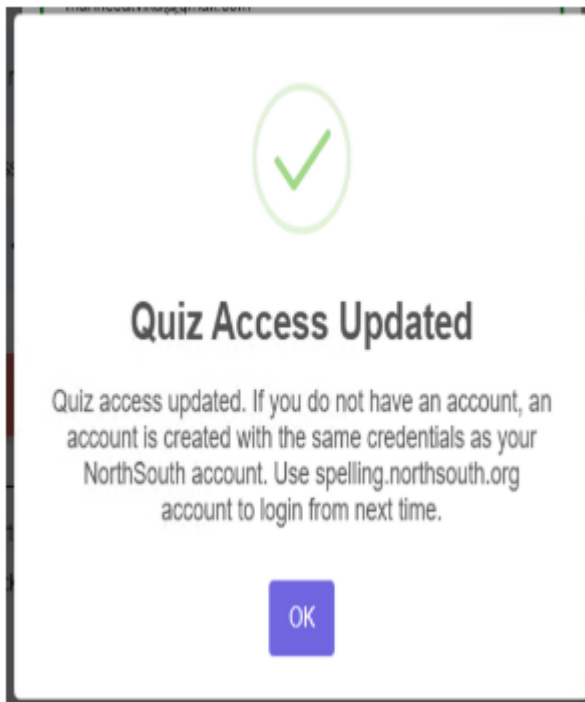 Quiz Access Updated
Quiz access updated. If you do not have an account, an
account is created with the same credentials as your
NorthSouth account. Use spelling.northsouth.org
account to login from next time.
OK